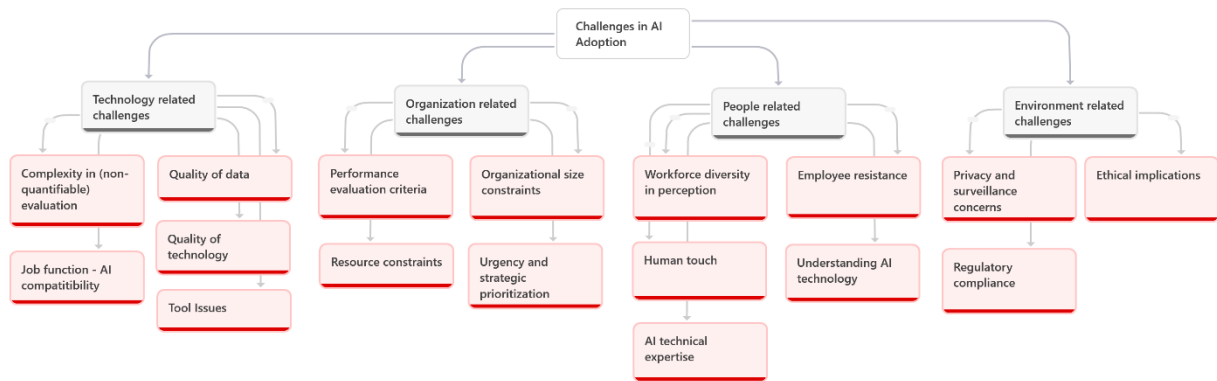 Challenges in AI
Adoption
Technology related
challenges
Organization related
challenges
People related
challenges
Environment related
challenges
Complexity in (non-
quantifiable)
evaluation
Quality of data
Performance
evaluation criteria
Organizational size
constraints
Workforce diversity
in perception
Employee resistance
Privacy and
surveillance
concerns
Ethical implications
Job function - AI
compatitibility
Quality of
technology
Tool Issues
Resource constraints
Urgency and
strategic
prioritization
Human touch
Understanding AI
technology
Regulatory
compliance
AI technical
expertise